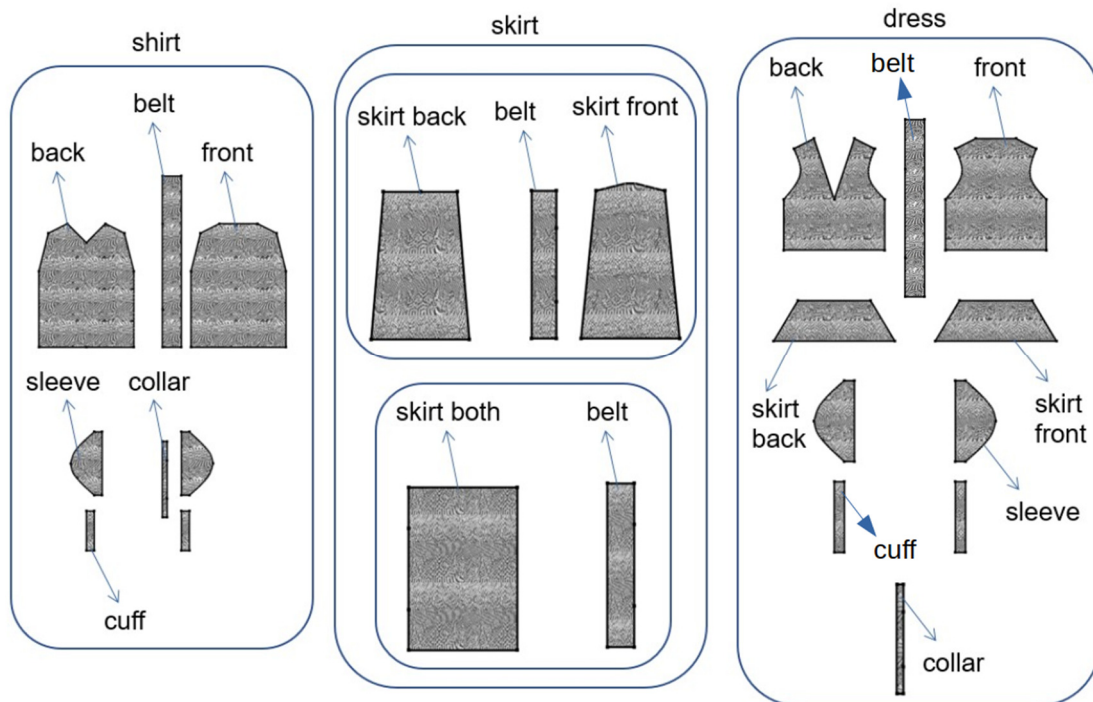 shirt
belt
back
front
sleeve
collar
cuff
skirt
skirt back
belt
skirt front
skirt both
belt
dress
back
belt
front
skirt
back
skirt
front
sleeve
cuff
collar